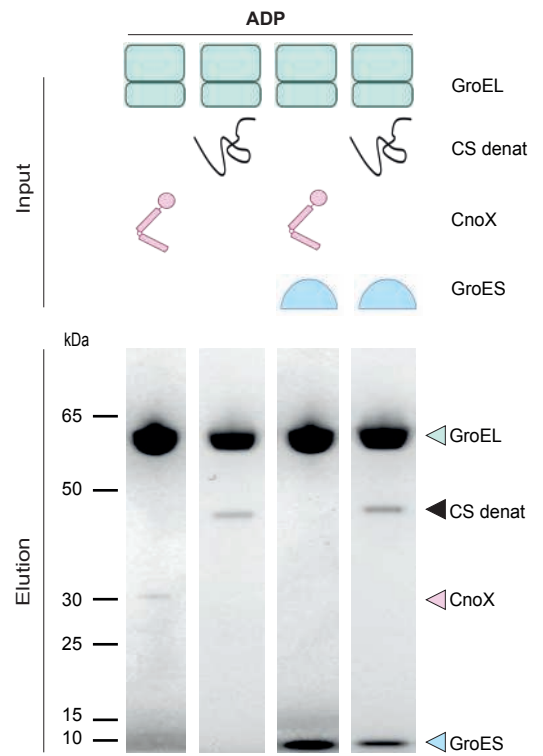 ADP
GroEL
CS denat
CnoX
GroES
Input
kDa
65
50
30
25
15
10
GroEL
CS denat
CnoX
GroES
Elution